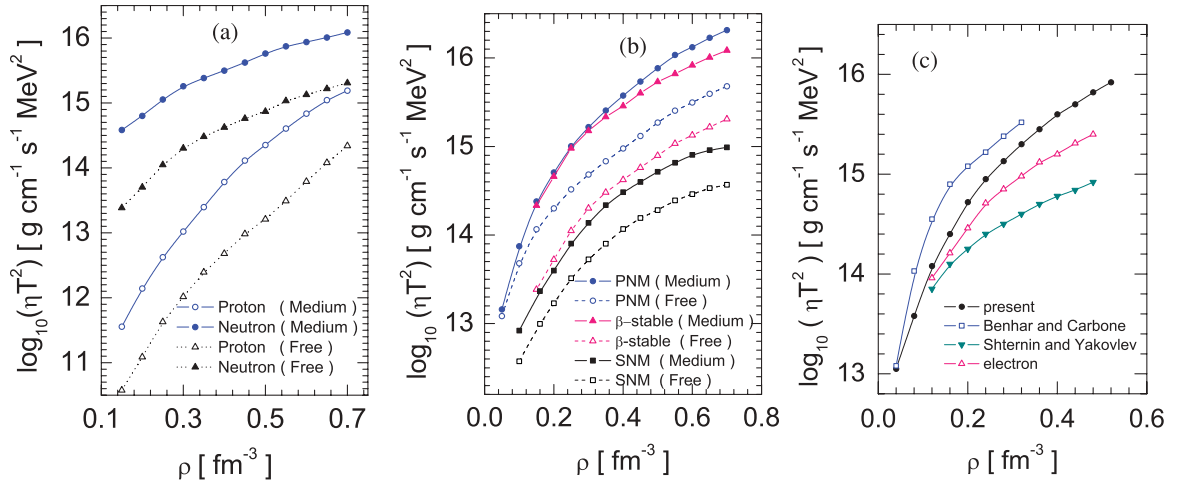 (a)
log₁₀(ηT²) [ g cm⁻¹ s⁻¹ MeV² ]
16
15
14
13
12
11
Proton ( Medium )
Neutron ( Medium )
Proton ( Free )
Neutron ( Free )
0.1 0.3 0.5 0.7
ρ [ fm⁻³ ]
(b)
log₁₀(ηT²) [ g cm⁻¹ s⁻¹ MeV² ]
16
15
14
13
PNM ( Medium )
PNM ( Free )
β−stable ( Medium )
β-stable ( Free )
SNM ( Medium )
SNM ( Free )
0.0 0.2 0.4 0.6 0.8
ρ [ fm⁻³ ]
(c)
log₁₀ ( ηT² ) [ g cm⁻¹ s⁻¹ MeV² ]
16
15
14
13
present
Benhar and Carbone
Shternin and Yakovlev
electron
0.0 0.2 0.4 0.6
ρ [ fm⁻³ ]